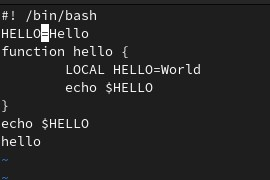 #! /bin/bash
HELLO=Hello
function hello {
        LOCAL HELLO=World
        echo $HELLO
}
echo $HELLO
hello
~
~